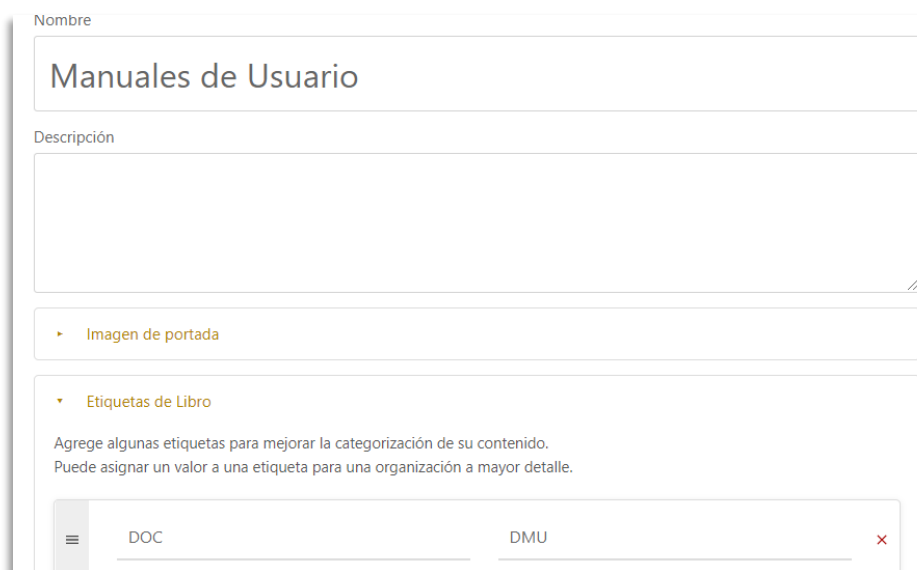 Nombre
Manuales de Usuario
Descripción
Imagen de portada
Etiquetas de Libro
Agrege algunas etiquetas para mejorar la categorización de su contenido.
Puede asignar un valor a una etiqueta para una organización a mayor detalle.
DOC DMU